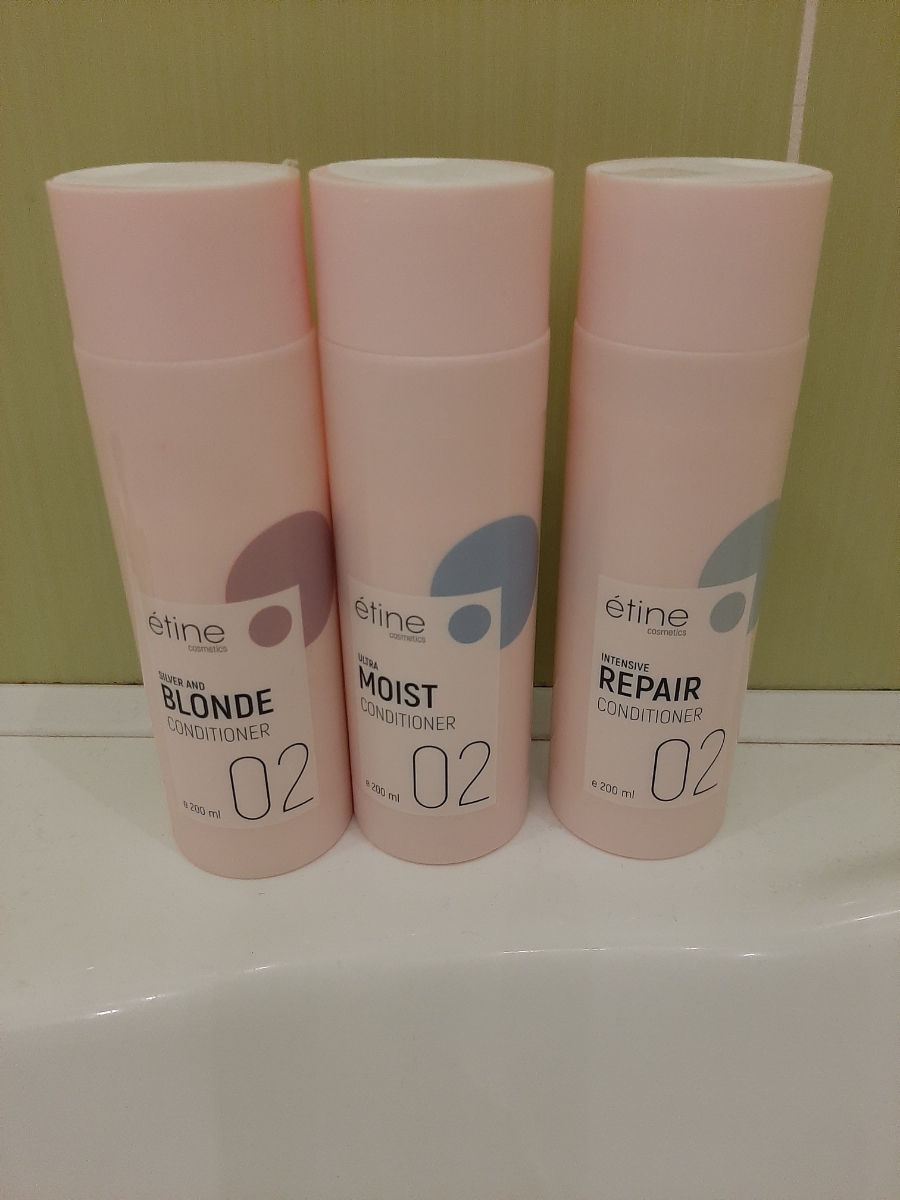 étine
cosmetics
SILVER AND
BLONDE
CONDITIONER
02
e 200 ml
étine
cosmetics
ULTRA
MOIST
CONDITIONER
02
e 200 ml
étine
cosmetics
INTENSIVE
REPAIR
CONDITIONER
02
e 200 ml